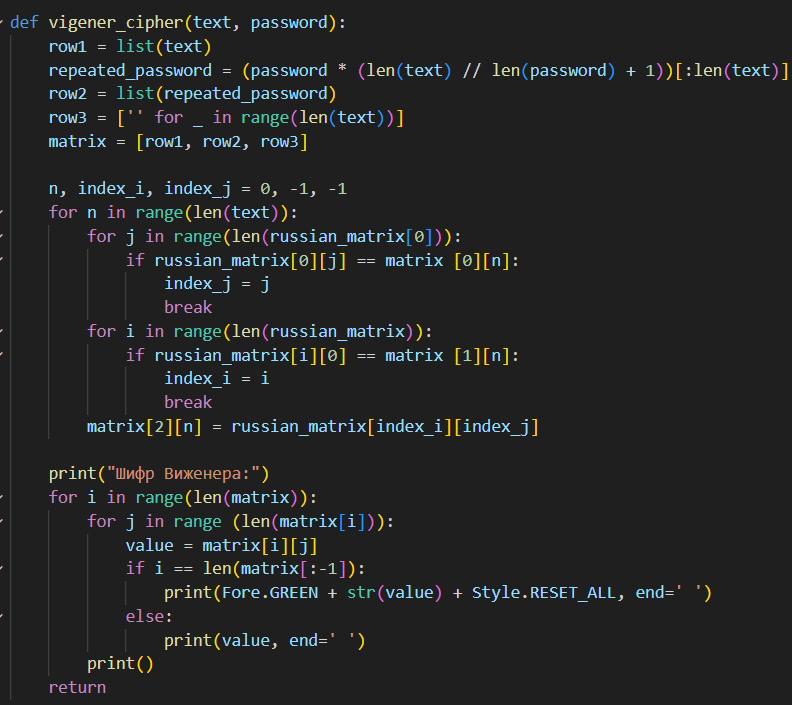 def vigener_cipher(text, password):
    row1 = list(text)
    repeated_password = (password * (len(text) // len(password) + 1))[:len(text)]
    row2 = list(repeated_password)
    row3 = ['' for _ in range(len(text))]
    matrix = [row1, row2, row3]

    n, index_i, index_j = 0, -1, -1
    for n in range(len(text)):
        for j in range(len(russian_matrix[0])):
            if russian_matrix[0][j] == matrix [0][n]:
                index_j = j
                break
        for i in range(len(russian_matrix)):
            if russian_matrix[i][0] == matrix [1][n]:
                index_i = i
                break
        matrix[2][n] = russian_matrix[index_i][index_j]

    print("Шифр Виженера:")
    for i in range(len(matrix)):
        for j in range (len(matrix[i])):
            value = matrix[i][j]
            if i == len(matrix[:-1]):
                print(Fore.GREEN + str(value) + Style.RESET_ALL, end=' ')
            else:
                print(value, end=' ')
        print()
    return